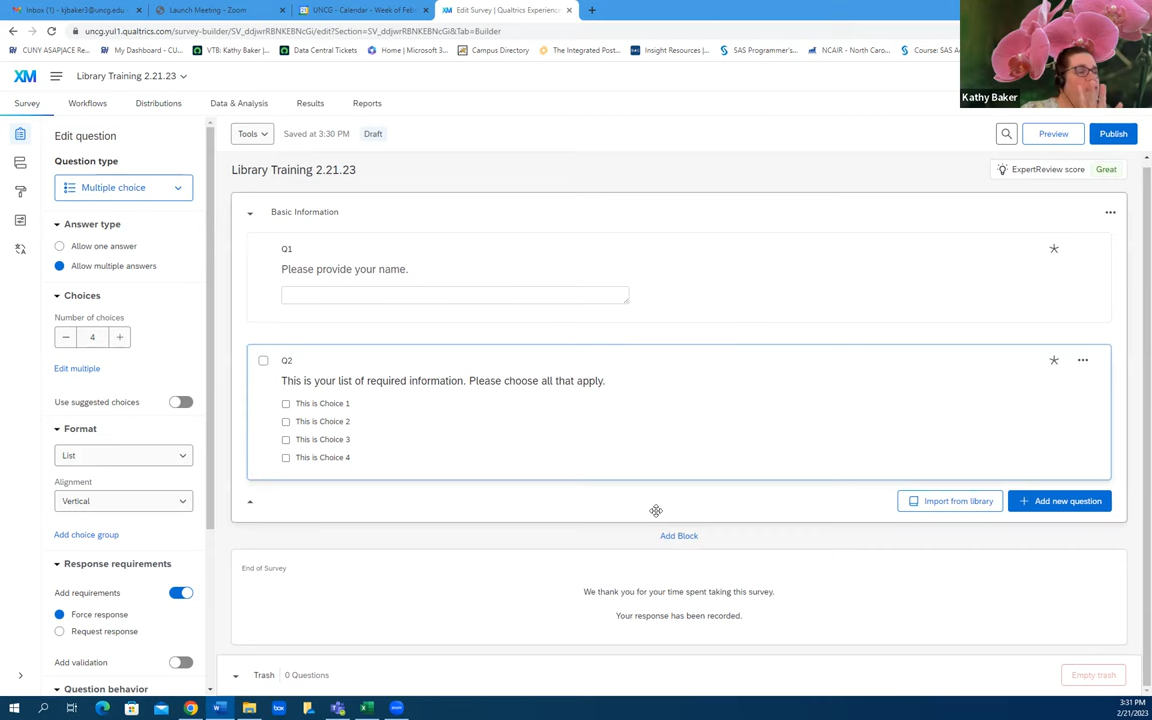 Inbox (1) - kjbaker3@uncg.edu -
Launch Meeting - Zoom
UNCG - Calendar - Week of Feb
Edit Survey | Qualtrics Experienc
uncg.yul1.qualtrics.com/survey-builder/SV_ddjwrRBNKEBNcGi/edit?Section=SV_ddjwrRBNKEBNcGi&Tab=Builder
CUNY ASAP|ACE R
My Dashboard - CU...
VTB: Kathy Baker |
Data Central Tickets
Home | Microsoft 3...
Campus Directory
The Integrated Post...
Insight Resources |...
SAS Programmer's...
NCAIR - North Caro...
Course: SAS
XM
Library Training 2.21.23
Kathy Baker
Survey
Workflows
Distributions
Data & Analysis
Results
Reports
Edit question
Tools
Saved at 3:30 PM
Draft
Preview
Publish
Question type
Multiple choice
Library Training 2.21.23
ExpertReview score
Great
Answer type
Allow one answer
Allow multiple answers
Choices
Number of choices
4
Edit multiple
Use suggested choices
Format
List
Alignment
Vertical
Add choice group
Response requirements
Add requirements
Force response
Request response
Add validation
Question behavior
Basic Information
Q1
Please provide your name.
Q2
This is your list of required information. Please choose all that apply.
This is Choice 1
This is Choice 2
This is Choice 3
This is Choice 4
Import from library
Add new question
Add Block
End of Survey
We thank you for your time spent taking this survey.
Your response has been recorded.
Trash
0 Questions
Empty trash
3:31 PM
2/21/2023